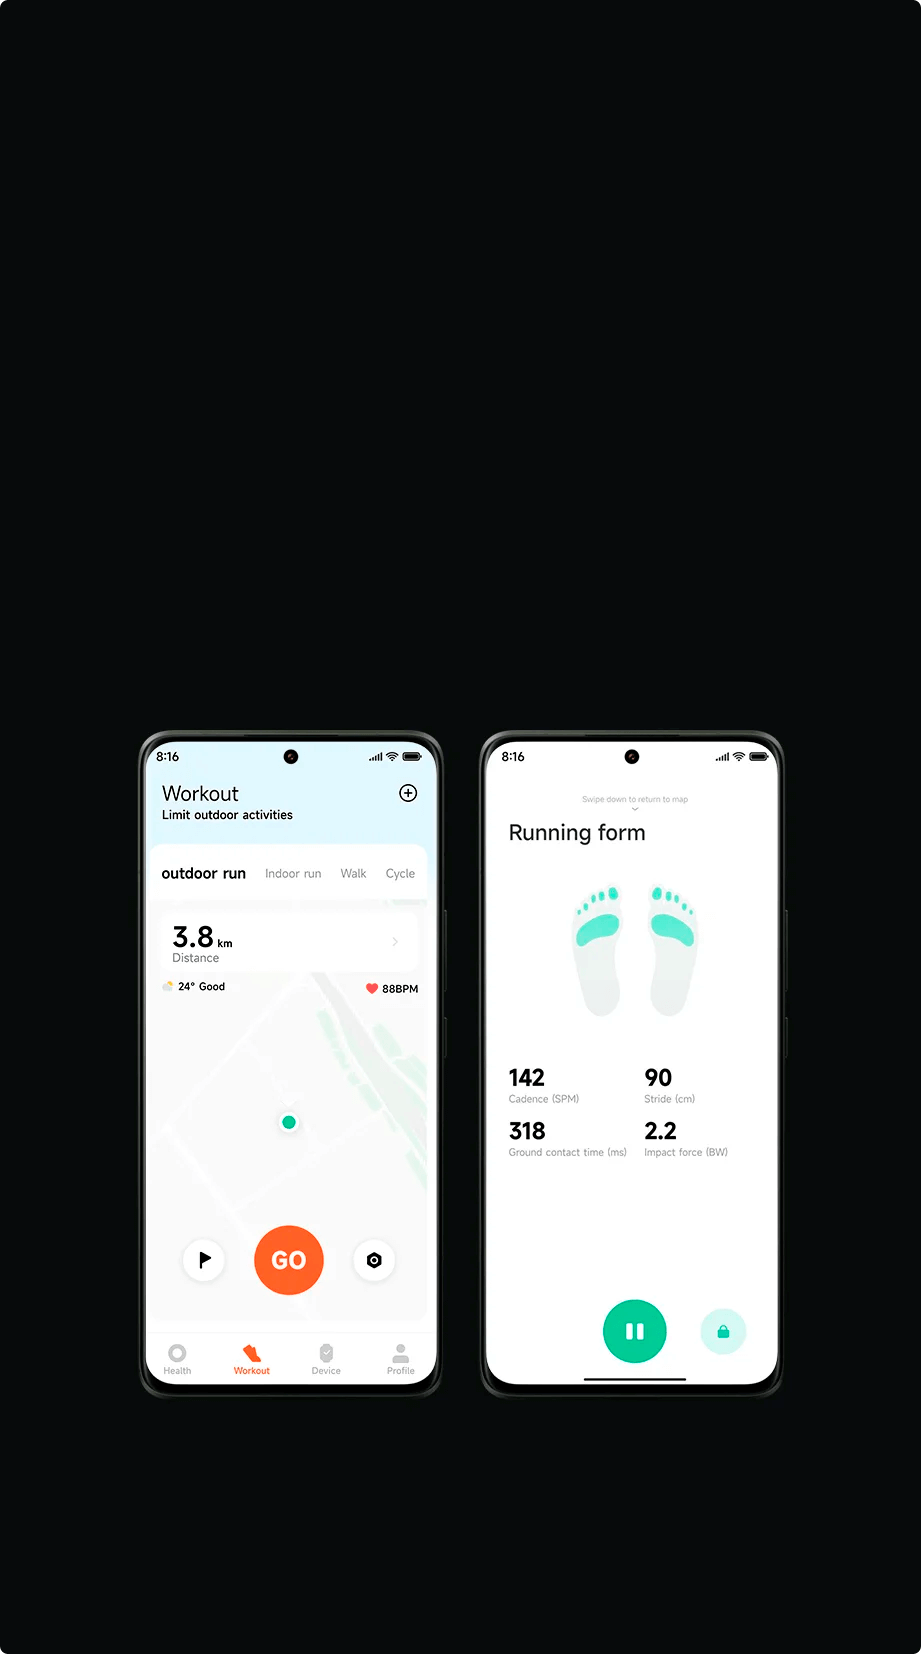 8:16
Workout
Limit outdoor activities
outdoor run Indoor run Walk Cycle
3.8 km
Distance
24° Good
88BPM
GO
Health Workout Device Profile
8:16
Swipe down to return to map
Running form
142 90
Cadence (SPM) Stride (cm)
318 2.2
Ground contact time (ms) Impact force (BW)